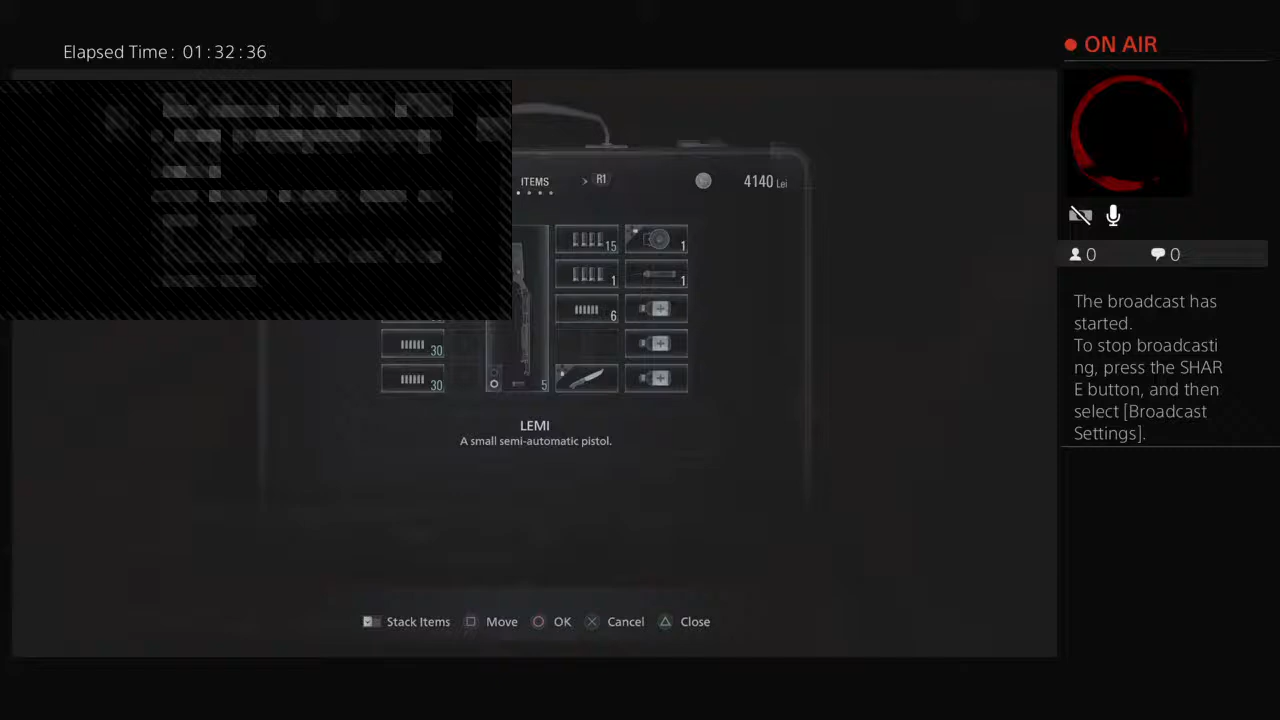 Elapsed Time: 01:32:36
ON AIR
ITEMS
R1
4140 Lei
15
1
1
1
6
30
30
5
0
0
The broadcast has
started.
To stop broadcasti
ng, press the SHAR
E button, and then
select [Broadcast
Settings].
LEMI
A small semi-automatic pistol.
Stack Items
Move
OK
Cancel
Close